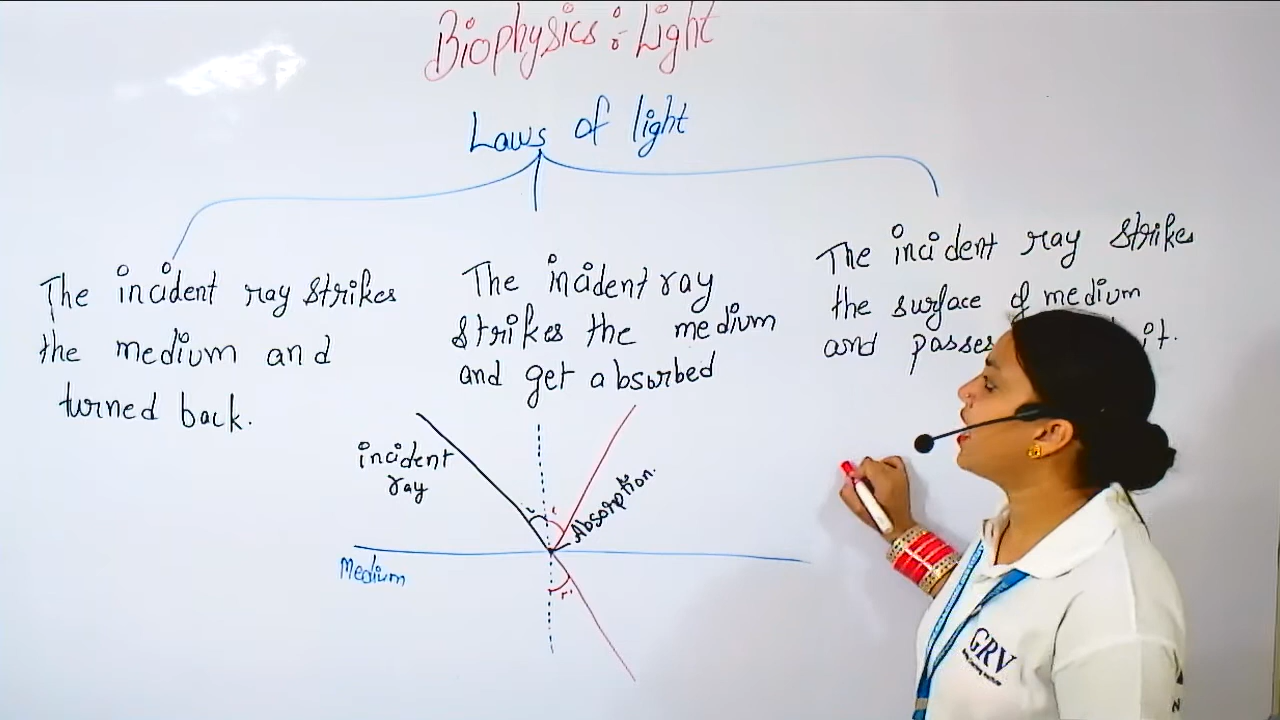 Biophysics : Light
Laws of light
The incident ray strikes
the medium and
turned back.
The incident ray
strikes the medium
and get absorbed
The incident ray strikes
the surface of medium
and passes it.
incident
ray
i
r
Absorption.
Medium
r'
GRV